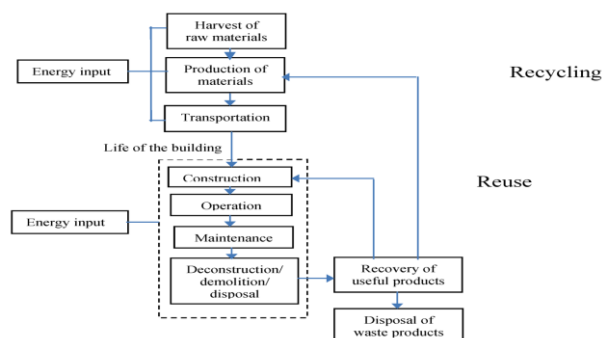 Harvest of
raw materials
Energy input
Production of
materials
Recycling
Transportation
Life of the building
Construction
Reuse
Operation
Energy input
Maintenance
Deconstruction/
demolition/
disposal
Recovery of
useful products
Disposal of
waste products